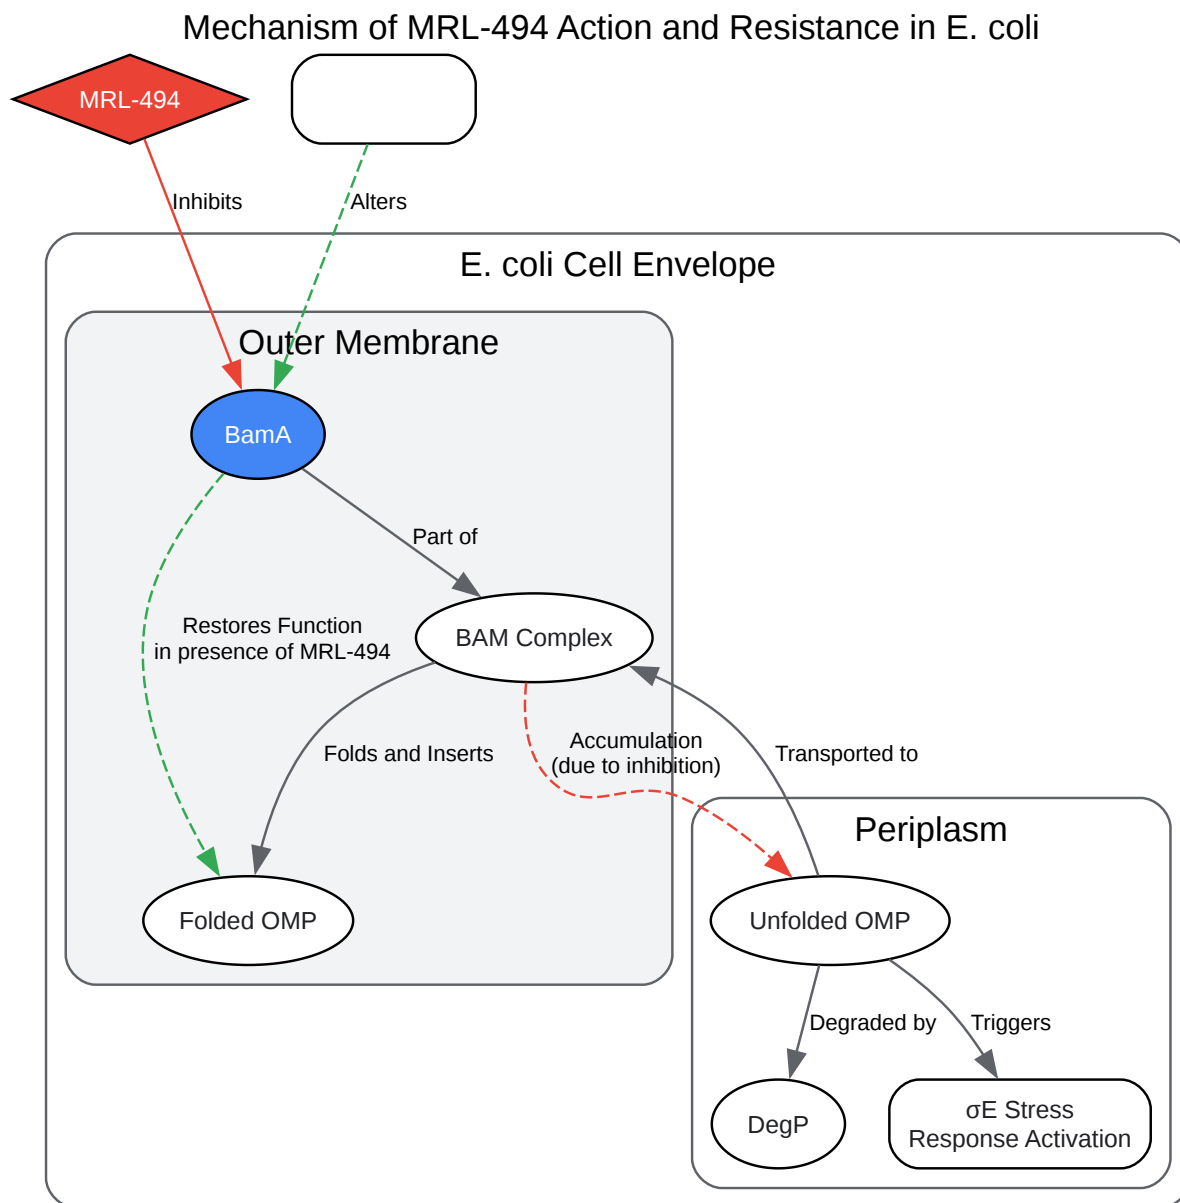 Mechanism of MRL-494 Action and Resistance in E. coli
MRL-494
Inhibits
Alters
E. coli Cell Envelope
Outer Membrane
BamA
Part of
Restores Function
in presence of MRL-494
BAM Complex
Folds and Inserts
Accumulation
(due to inhibition)
Transported to
Periplasm
Folded OMP
Unfolded OMP
Degraded by
Triggers
DegP
σE Stress
Response Activation